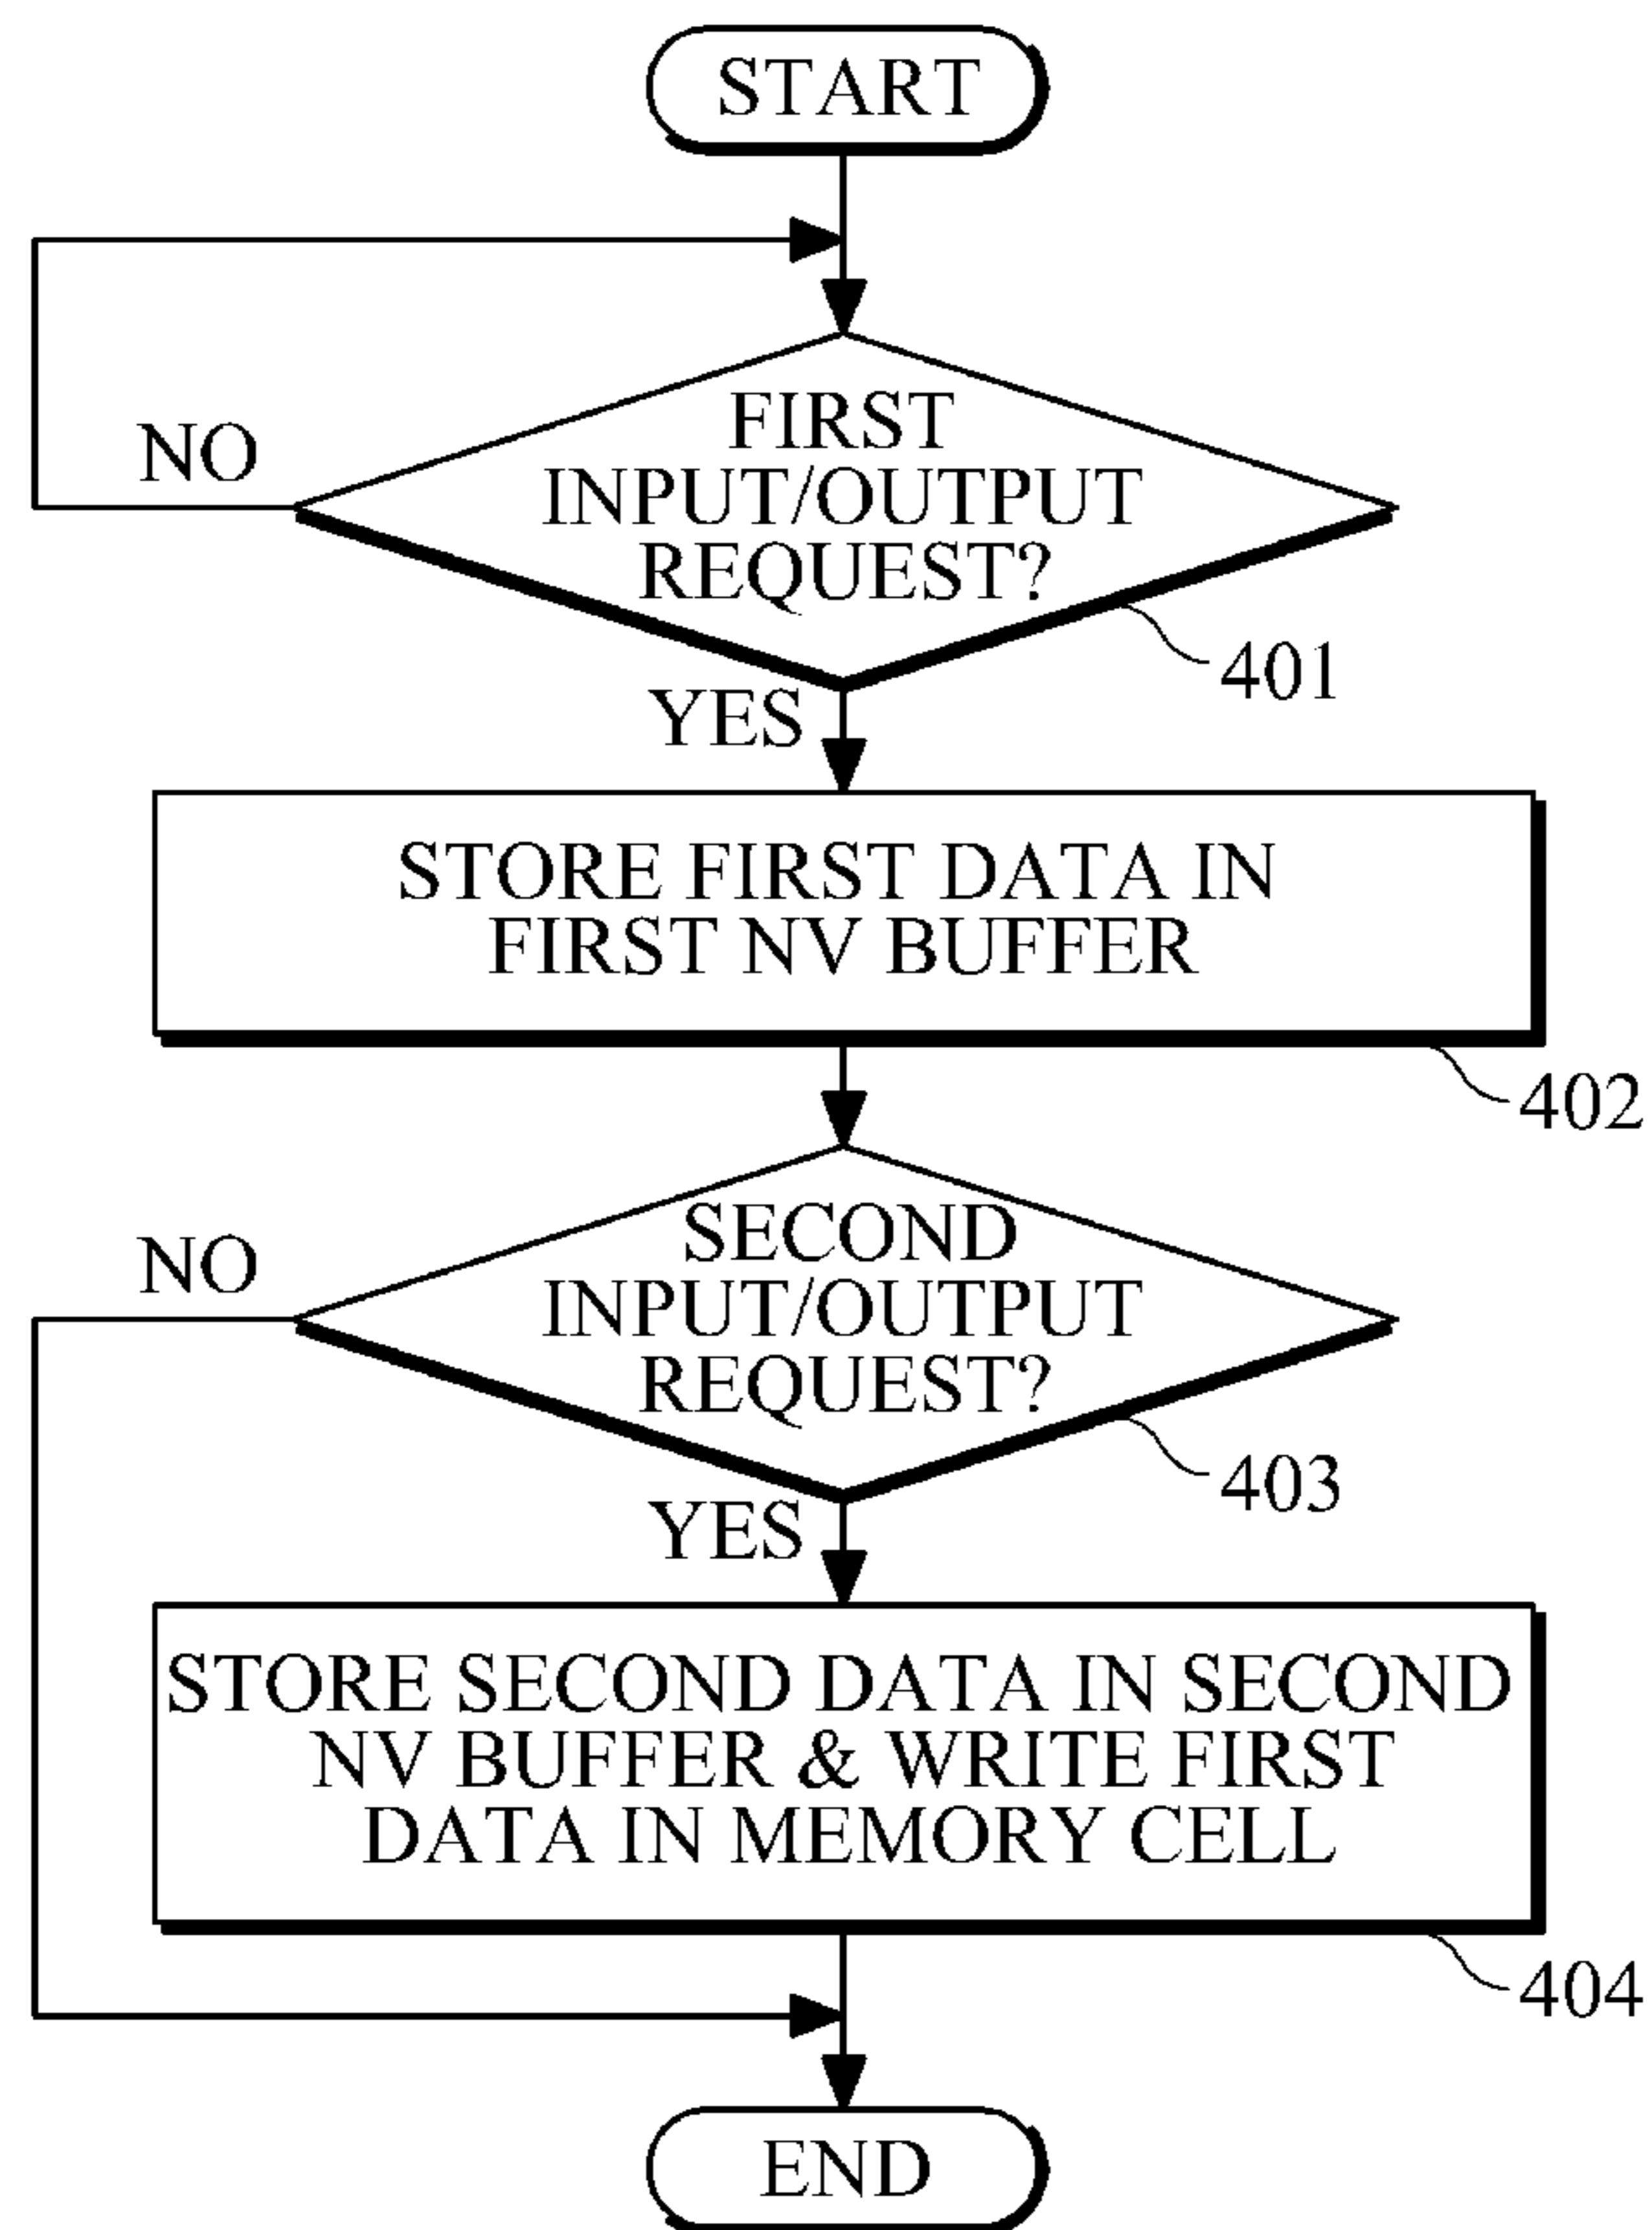 START
FIRST
INPUT/OUTPUT
REQUEST?
NO
401
YES
STORE FIRST DATA IN
FIRST NV BUFFER
402
SECOND
INPUT/OUTPUT
REQUEST?
NO
403
YES
STORE SECOND DATA IN SECOND
NV BUFFER & WRITE FIRST
DATA IN MEMORY CELL
404
END